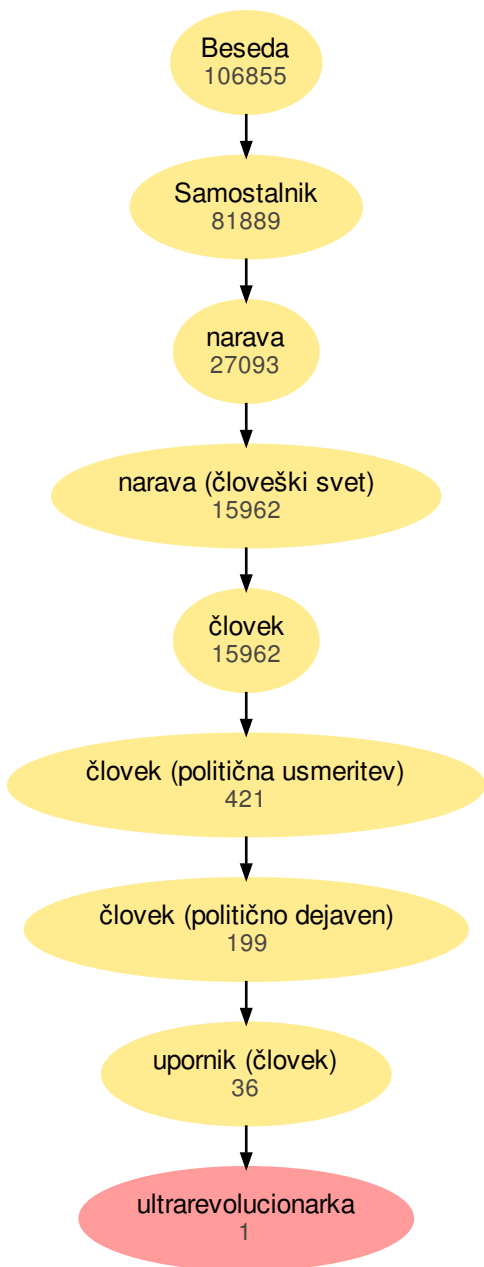 Beseda
106855
Samostalnik
81889
narava
27093
narava (človeški svet)
15962
človek
15962
človek (politična usmeritev)
421
človek (politično dejaven)
199
upornik (človek)
36
ultrarevolucionarka
1